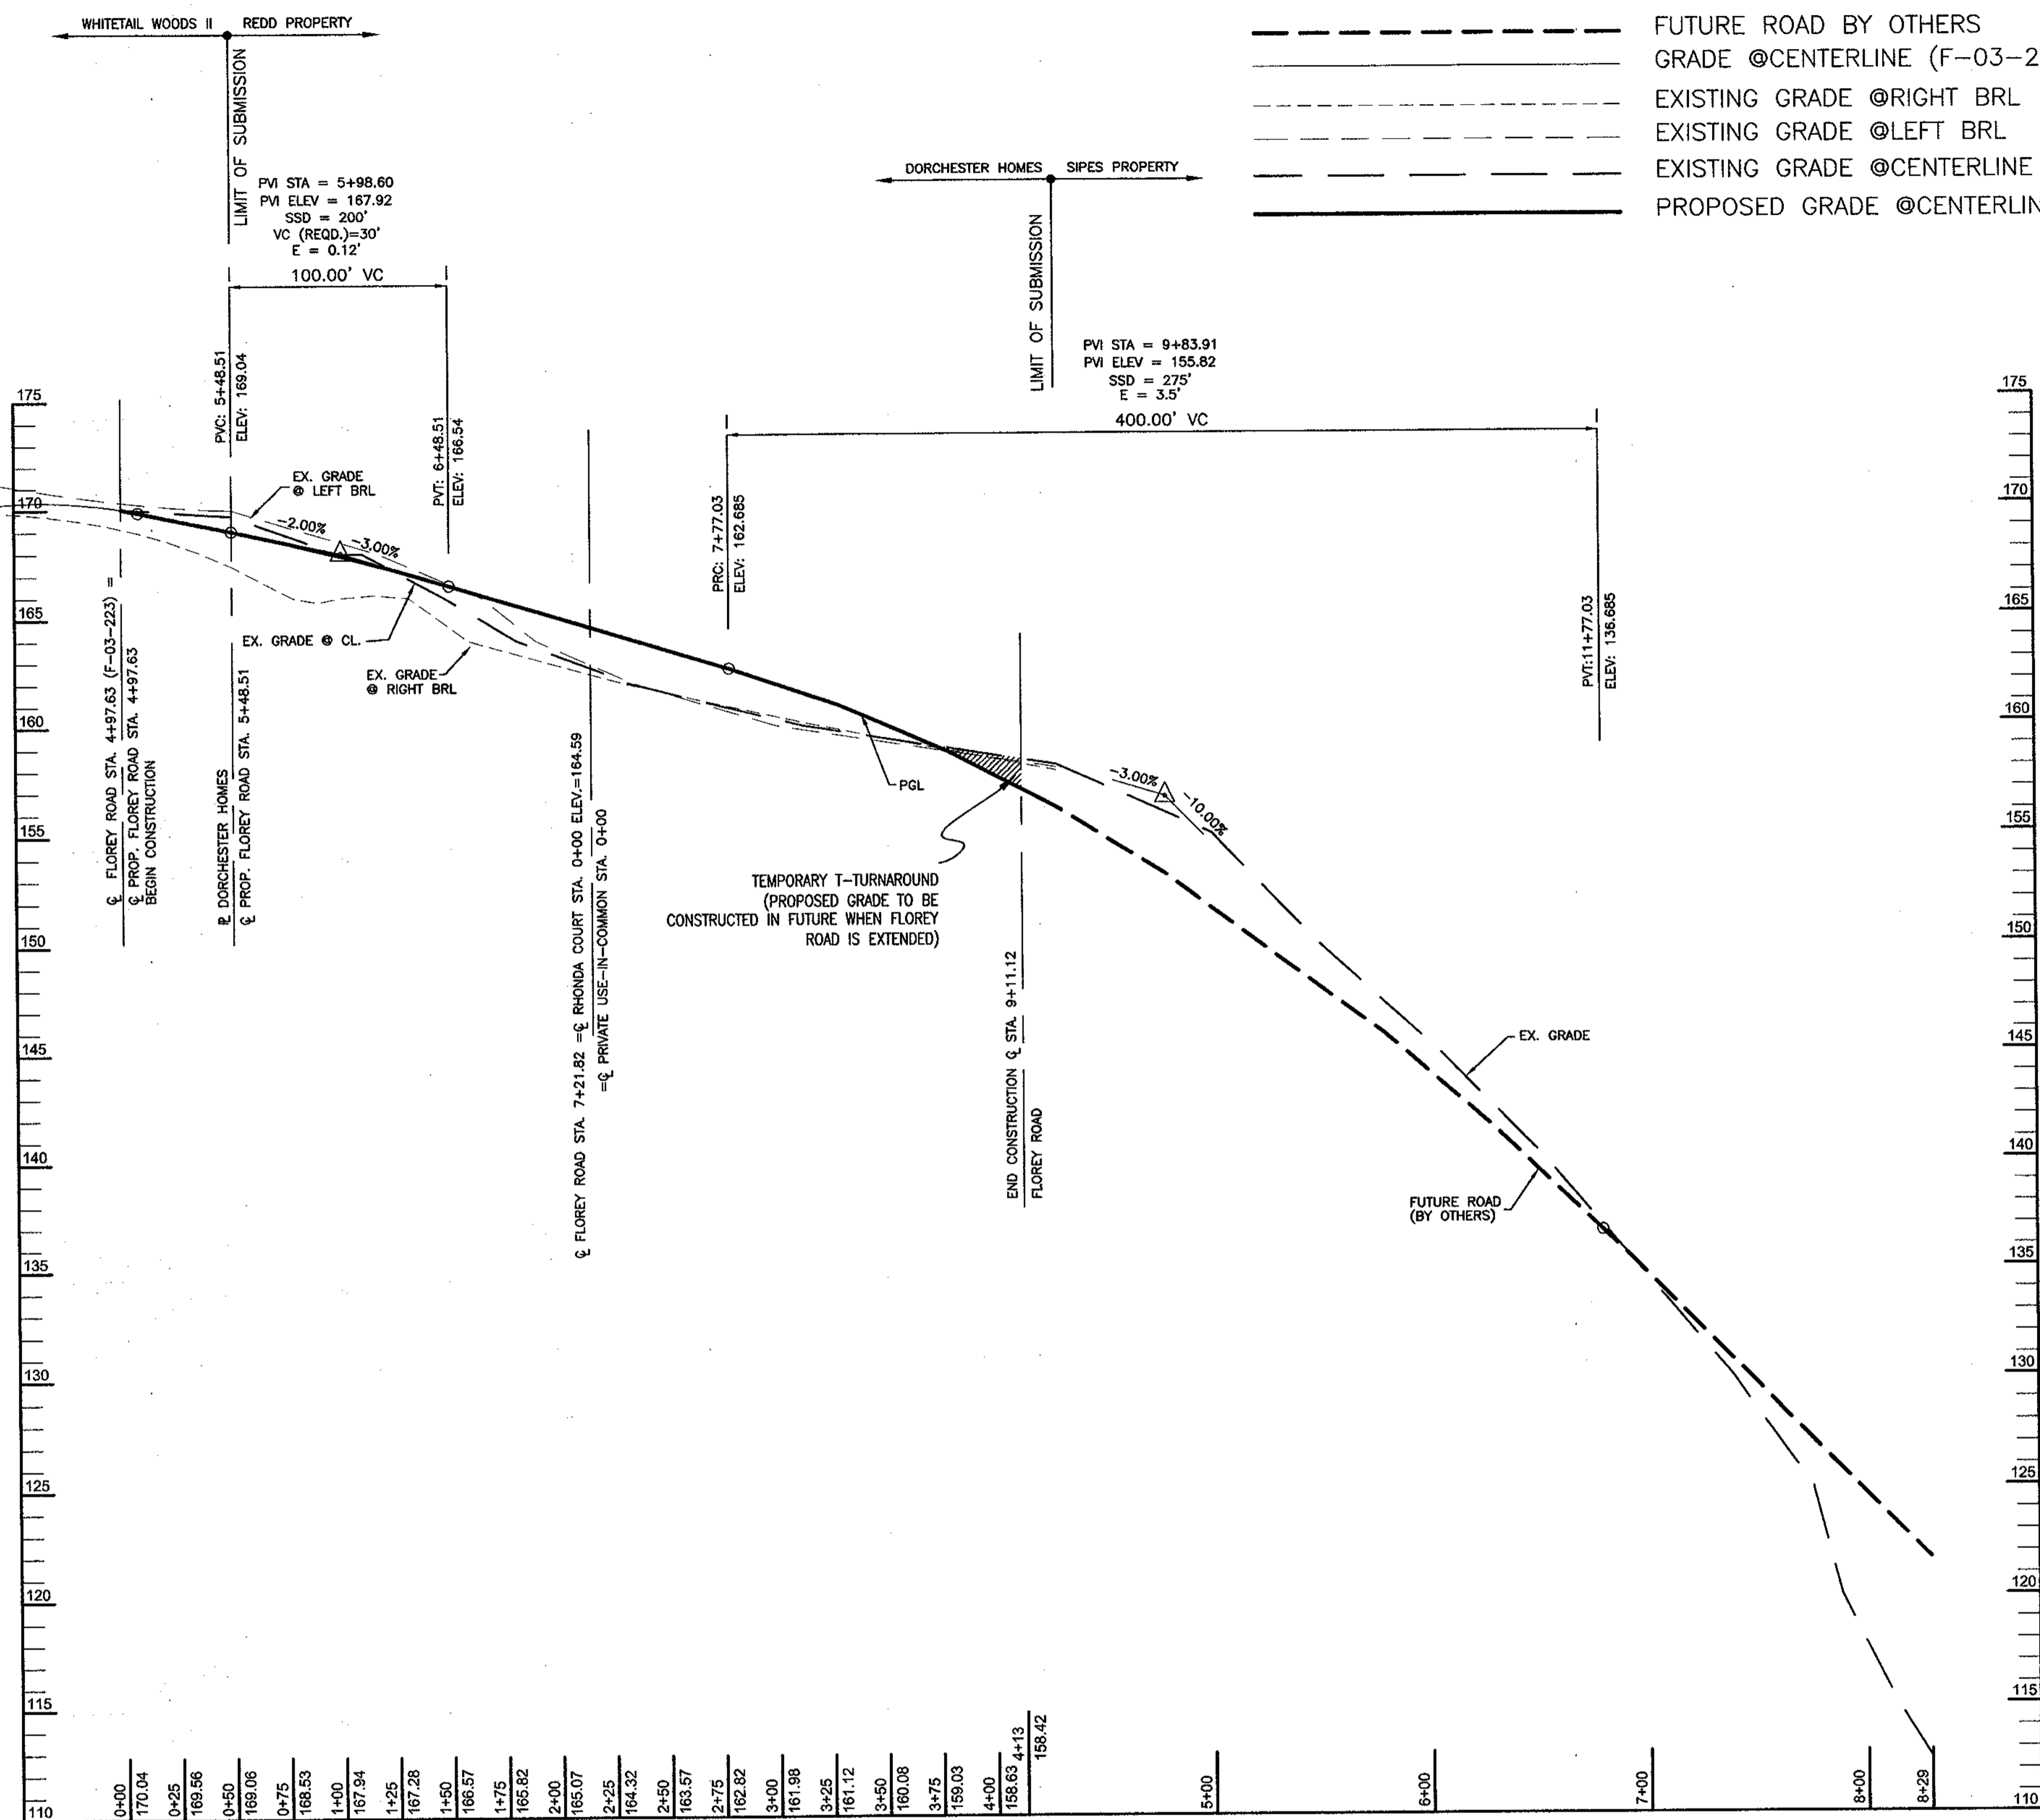 WHITETAIL WOODS II
REDD PROPERTY
LIMIT OF SUBMISSION
PVI STA = 5+98.60
PVI ELEV = 167.92
SSD = 200'
VC (REQD.)=30'
E = 0.12'
100.00' VC
PVC: 5+48.51
ELEV: 169.04
PVT: 6+48.51
ELEV: 166.54
FUTURE ROAD BY OTHERS
GRADE @CENTERLINE (F-03-2
EXISTING GRADE @RIGHT BRL
EXISTING GRADE @LEFT BRL
EXISTING GRADE @CENTERLINE
PROPOSED GRADE @CENTERLIN
DORCHESTER HOMES
SIPES PROPERTY
LIMIT OF SUBMISSION
PVI STA = 9+83.91
PVI ELEV = 155.82
SSD = 275'
E = 3.5'
400.00' VC
PRC: 7+77.03
ELEV: 162.685
PVT:11+77.03
ELEV: 136.685
175
170
165
160
155
150
145
140
135
130
125
120
115
110
175
170
165
160
155
150
145
140
135
130
125
120
115
110
EX. GRADE
@ LEFT BRL
-2.00%
-3.00%
EX. GRADE @ CL.
EX. GRADE
@ RIGHT BRL
℄ FLOREY ROAD STA. 4+97.63 (F-03-223) =
℄ PROP. FLOREY ROAD STA. 4+97.63
BEGIN CONSTRUCTION
℄ DORCHESTER HOMES
℄ PROP. FLOREY ROAD STA. 5+48.51
℄ FLOREY ROAD STA. 7+21.82 =℄ RHONDA COURT STA. 0+00 ELEV.=164.59
=℄ PRIVATE USE-IN-COMMON STA. 0+00
PGL
TEMPORARY T-TURNAROUND
(PROPOSED GRADE TO BE
CONSTRUCTED IN FUTURE WHEN FLOREY
ROAD IS EXTENDED)
END CONSTRUCTION ℄ STA. 9+11.12
FLOREY ROAD
-3.00%
-10.00%
EX. GRADE
FUTURE ROAD
(BY OTHERS)
0+00
170.04
0+25
169.56
0+50
169.06
0+75
168.53
1+00
167.94
1+25
167.28
1+50
166.57
1+75
165.82
2+00
165.07
2+25
164.32
2+50
163.57
2+75
162.82
3+00
161.98
3+25
161.12
3+50
160.08
3+75
159.03
4+00
158.63
4+13
158.42
5+00
6+00
7+00
8+00
8+29